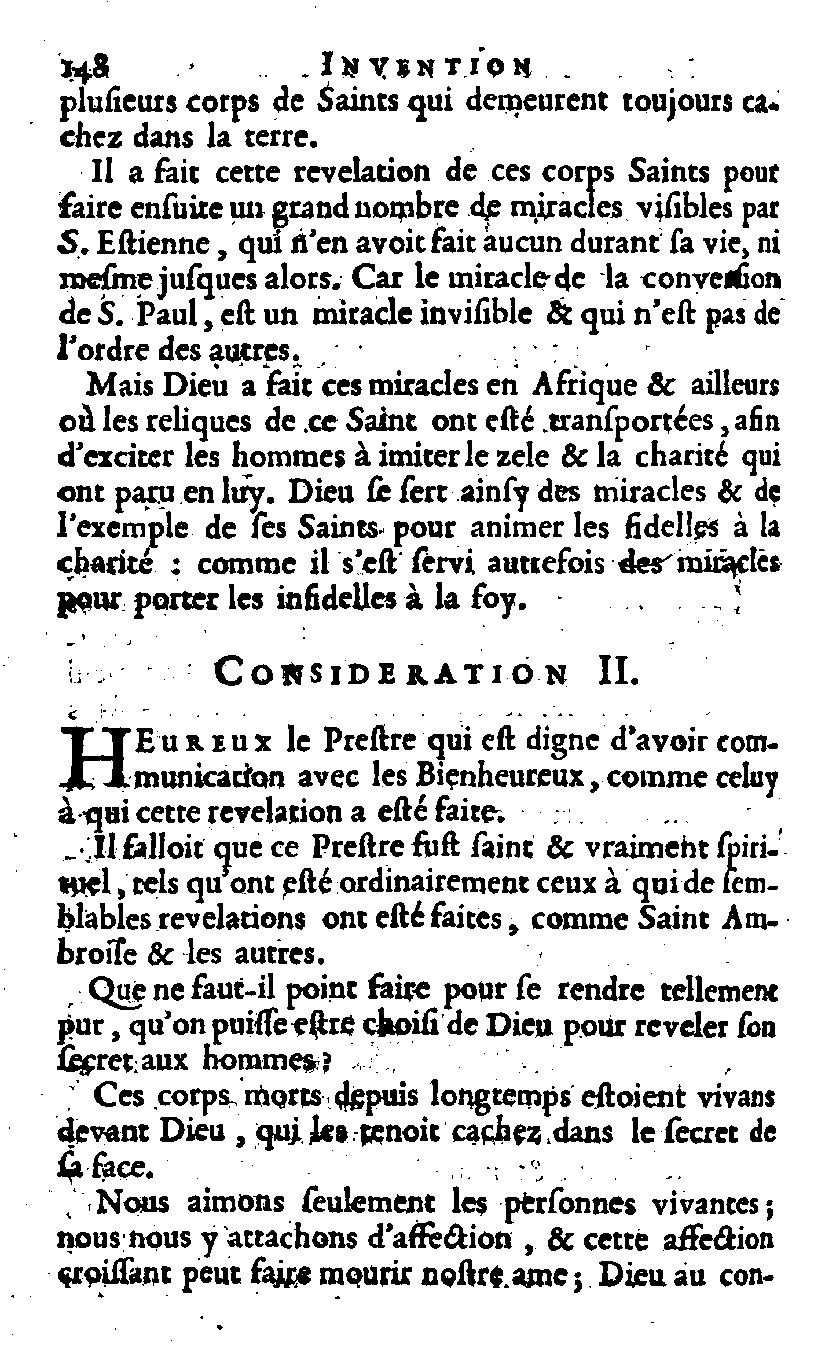 148 INVENTION
pluſieurs corps de Saints qui demeurent toujours ca-
chez dans la terre.
Il a fait cette revelation de ces corps Saints pour
faire enſuite un grand nombre de miracles viſibles par
S. Eſtienne, qui n'en avoit fait aucun durant ſa vie, ni
meſme juſques alors. Car le miracle de la converſion
de S. Paul, eſt un miracle inviſible & qui n'eſt pas de
l'ordre des autres.
Mais Dieu a fait ces miracles en Afrique & ailleurs
où les reliques de ce Saint ont eſté tranſportées, afin
d'exciter les hommes à imiter le zele & la charité qui
ont paru en luy. Dieu ſe ſert ainſy des miracles & de
l'exemple de ſes Saints pour animer les fidelles à la
charité : comme il s'eſt ſervi auttefois des miracles
pour porter les infidelles à la foy.
CONSIDERATION II.
HEUREUX le Preſtre qui eſt digne d'avoir com-
munication avec les Bienheureux, comme celuy
à qui cette revelation a eſté faite.
Il falloit que ce Preſtre fuſt ſaint & vraiment ſpiri-
tuel, tels qu'ont eſté ordinairement ceux à qui de ſem-
blables revelations ont eſté faites, comme Saint Am-
broiſe & les autres.
Que ne faut-il point faire pour ſe rendre tellement
pur, qu'on puiſſe eſtre choiſi de Dieu pour reveler ſon
ſecret aux hommes?
Ces corps morts depuis longtemps eſtoient vivans
devant Dieu, qui les tenoit cachez dans le ſecret de
ſa face.
Nous aimons ſeulement les perſonnes vivantes;
nous nous y attachons d'affection, & cette affection
croiſſant peut faire mourir noſtre ame; Dieu au con-